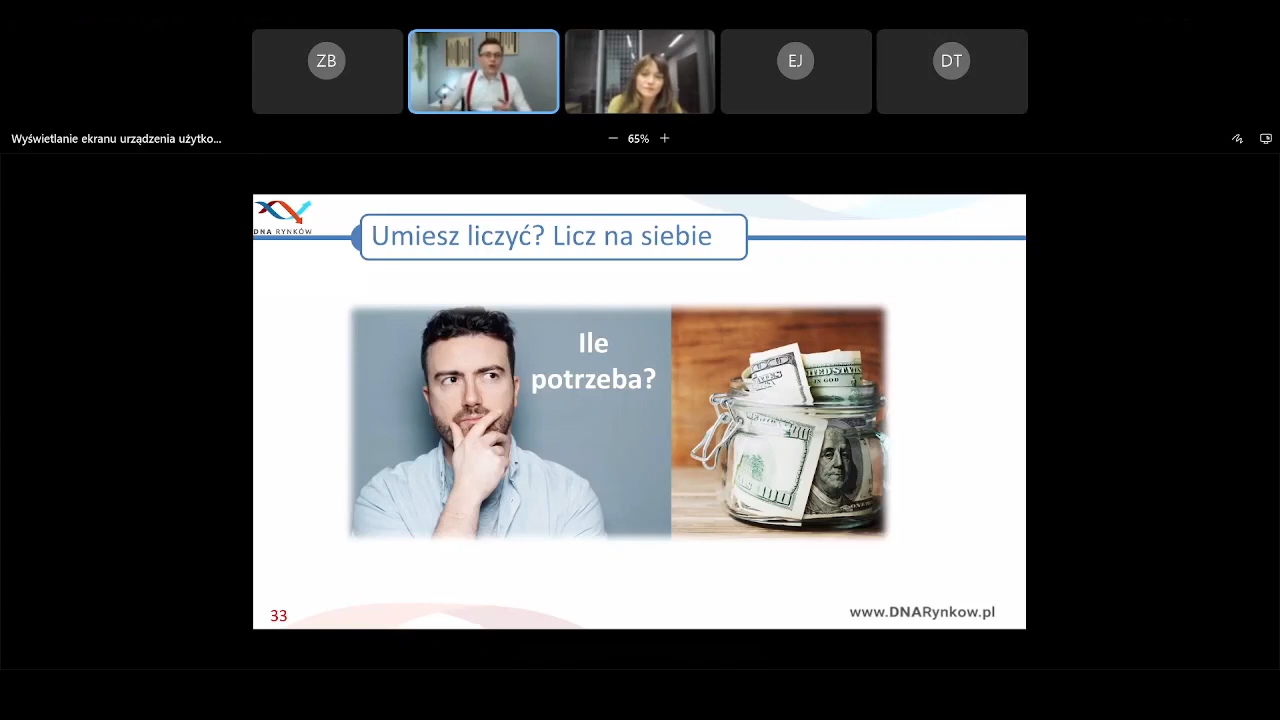 ZB
EJ
DT
Wyświetlanie ekranu urządzenia użytko...
65%
DNA RYNKÓW
Umiesz liczyć? Licz na siebie
Ile
potrzeba?
33
www.DNARynkow.pl